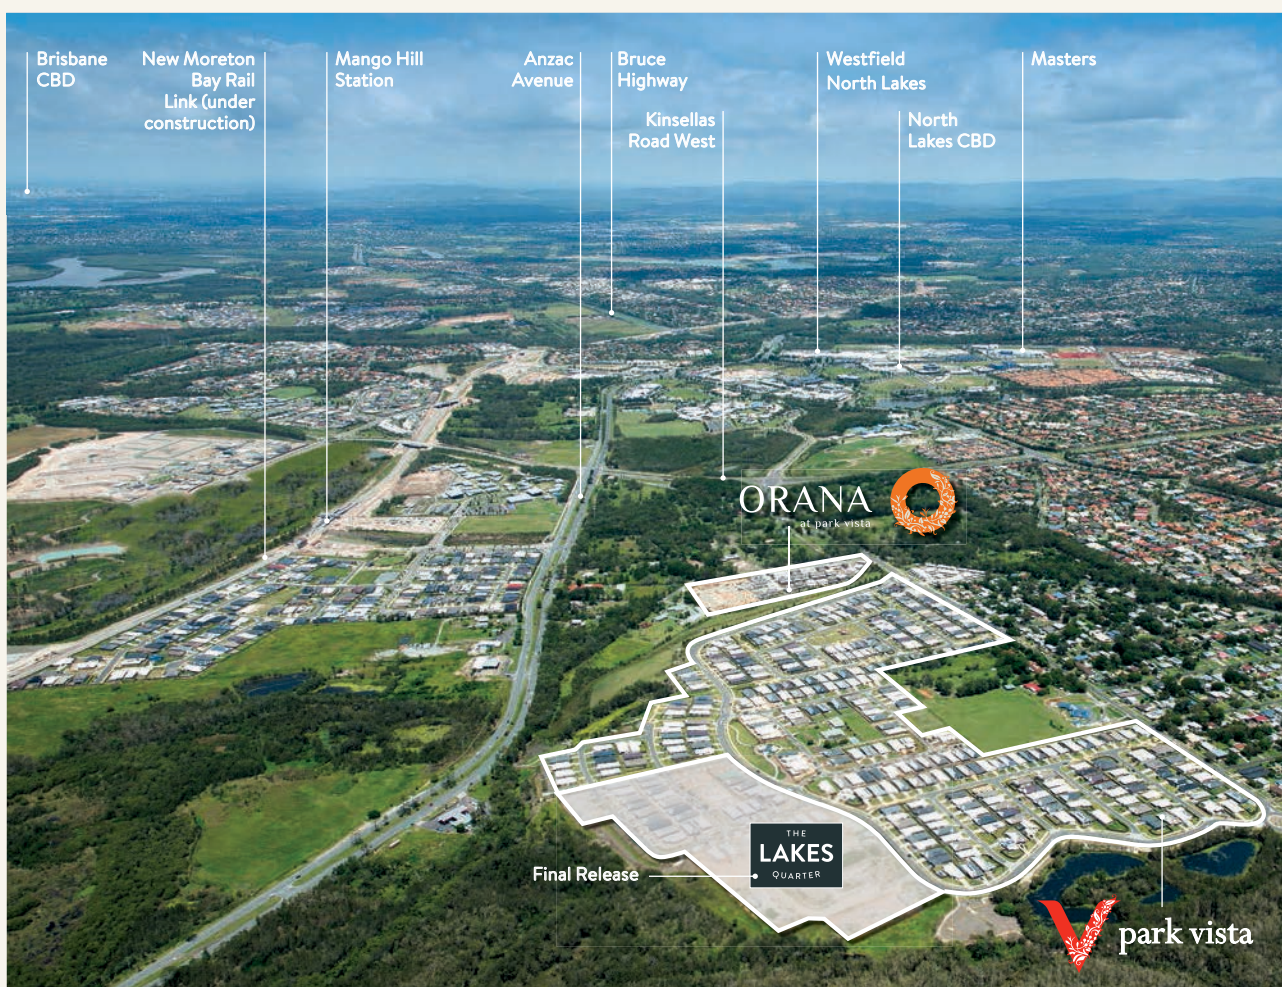 Brisbane
CBD
New Moreton
Bay Rail
Link (under
construction)
Mango Hill
Station
Anzac
Avenue
Bruce
Highway
Kinsellas
Road West
Westfield
North Lakes
North
Lakes CBD
Masters
ORANA
at park vista
THE
LAKES
QUARTER
Final Release
park vista